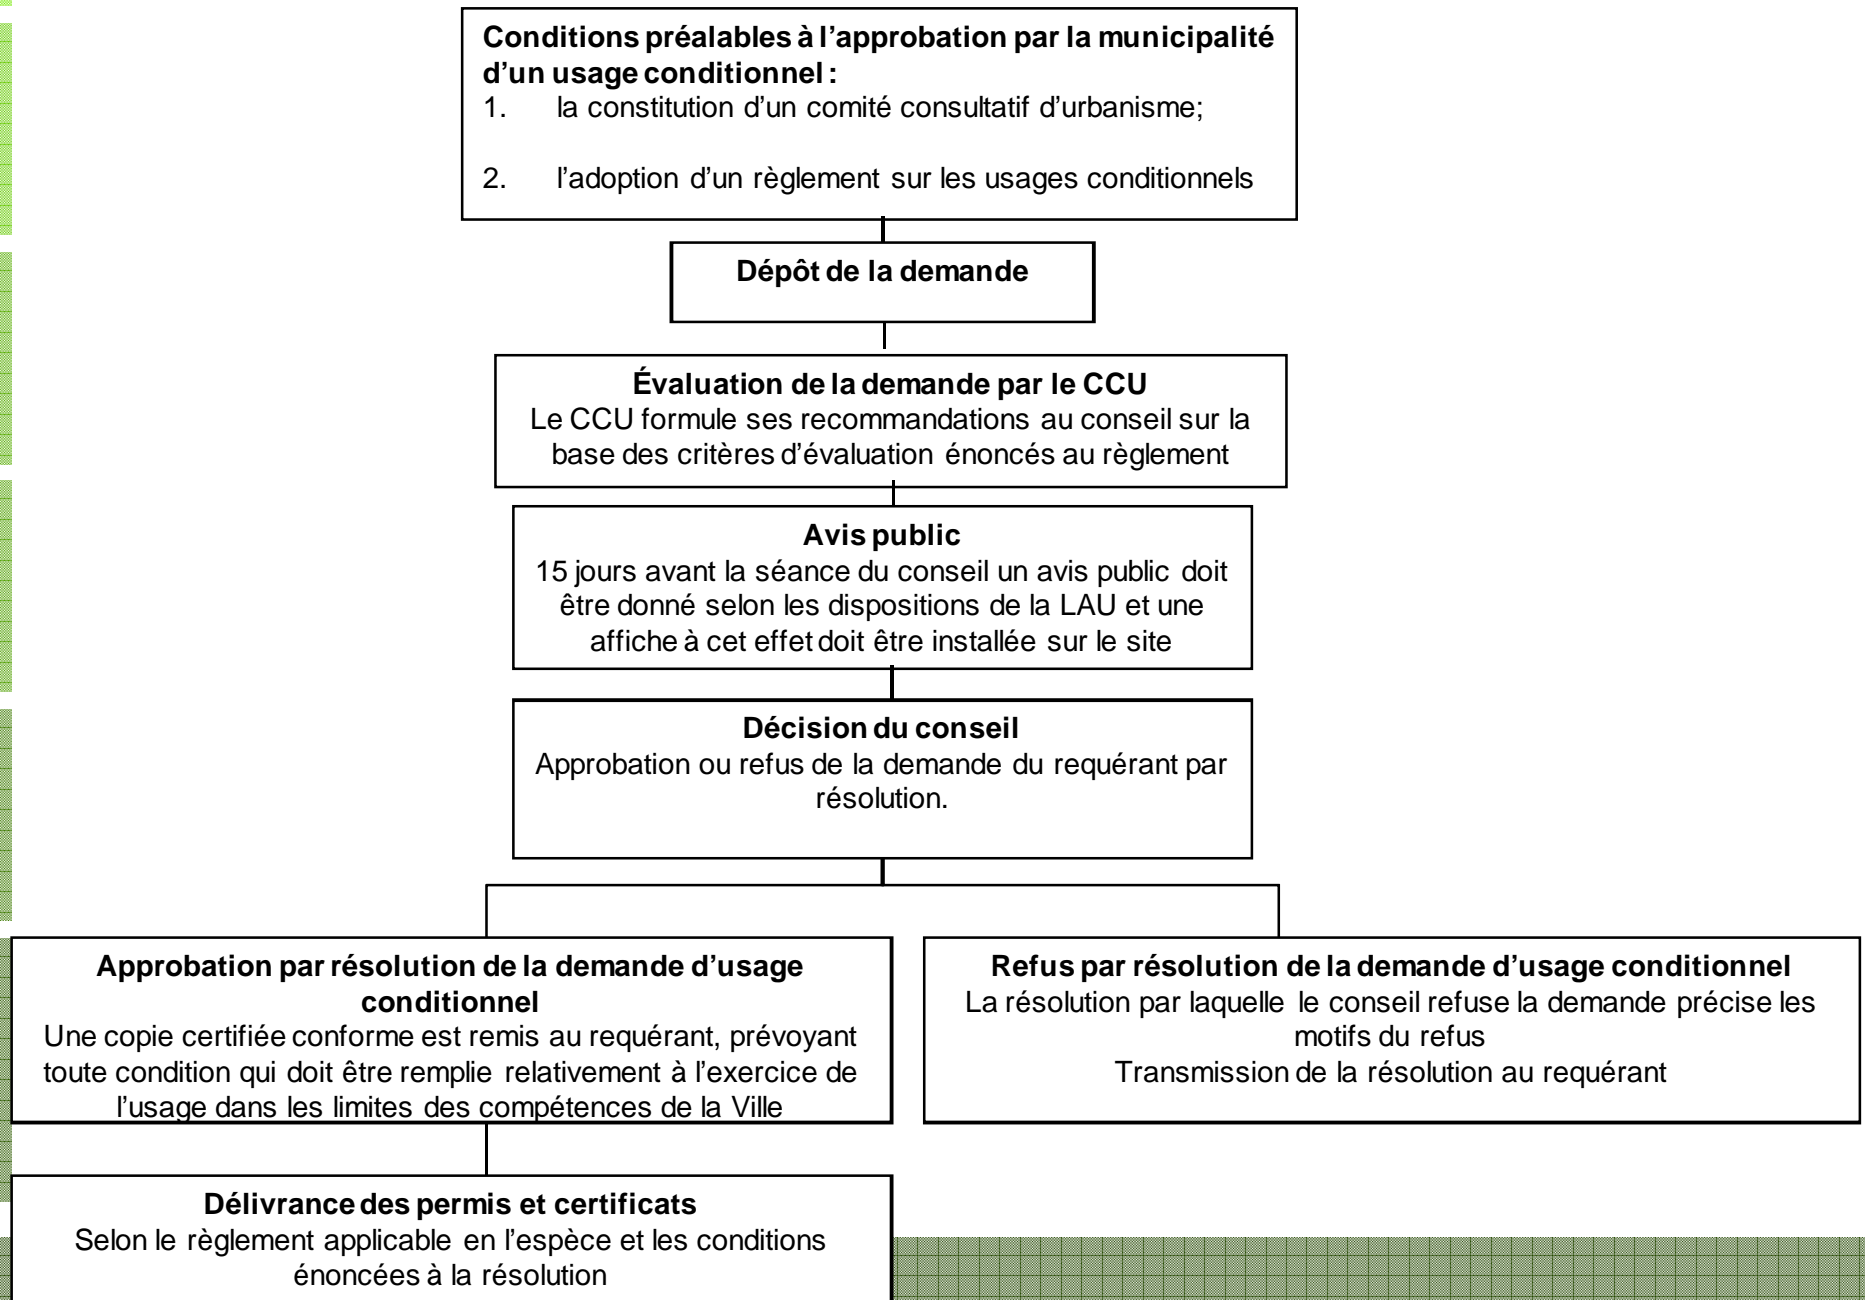 Conditions préalables à l’approbation par la municipalité
d’un usage conditionnel :
1. la constitution d’un comité consultatif d’urbanisme;
2. l’adoption d’un règlement sur les usages conditionnels
Dépôt de la demande
Évaluation de la demande par le CCU
Le CCU formule ses recommandations au conseil sur la
base des critères d’évaluation énoncés au règlement
Avis public
15 jours avant la séance du conseil un avis public doit
être donné selon les dispositions de la LAU et une
affiche à cet effet doit être installée sur le site
Décision du conseil
Approbation ou refus de la demande du requérant par
résolution.
Approbation par résolution de la demande d’usage
conditionnel
Une copie certifiée conforme est remis au requérant, prévoyant
toute condition qui doit être remplie relativement à l’exercice de
l’usage dans les limites des compétences de la Ville
Refus par résolution de la demande d’usage conditionnel
La résolution par laquelle le conseil refuse la demande précise les
motifs du refus
Transmission de la résolution au requérant
Délivrance des permis et certificats
Selon le règlement applicable en l’espèce et les conditions
énoncées à la résolution